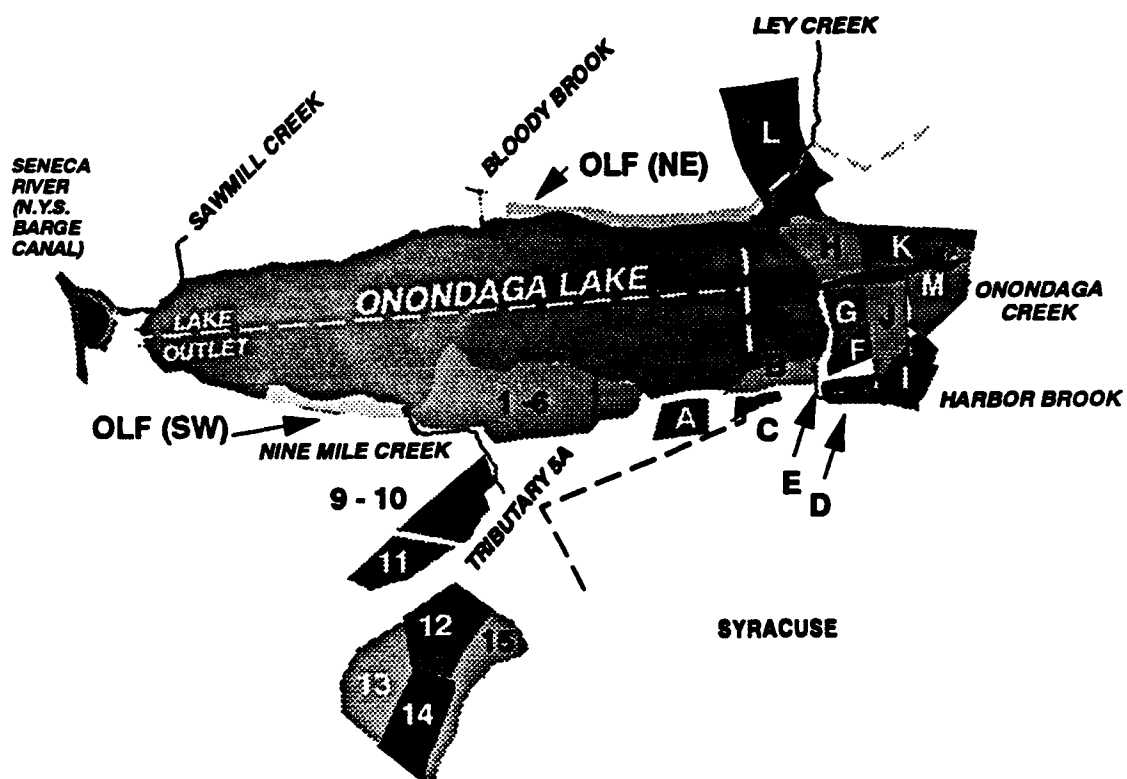 LEY CREEK
SAWMILL CREEK
BLOODY BROOK
SENECA
RIVER
(N.Y.S.
BARGE
CANAL)
OLF (NE)
L
H
K
ONONDAGA LAKE
M
ONONDAGA
CREEK
LAKE
OUTLET
G
J
F
B
I
HARBOR BROOK
1 -6
A
C
OLF (SW)
NINE MILE CREEK
E
D
9 - 10
TRIBUTARY 5A
11
12
15
SYRACUSE
13
14